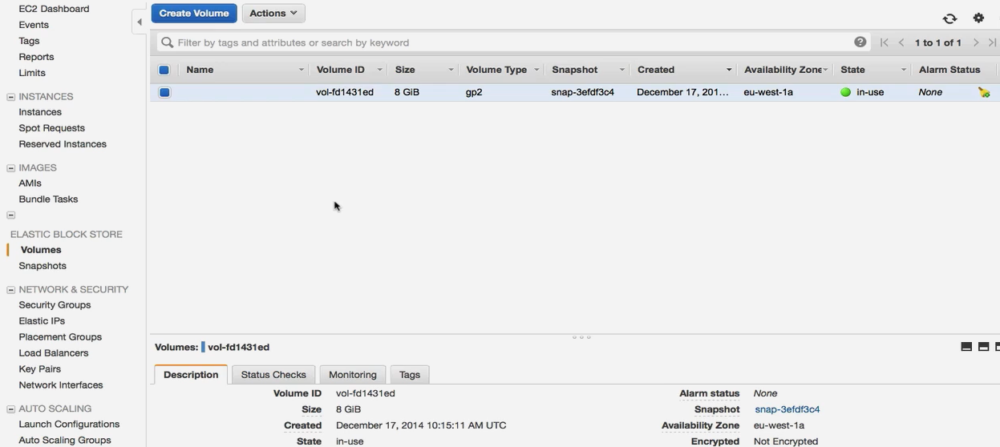 EC2 Dashboard
Events
Tags
Reports
Limits
INSTANCES
Instances
Spot Requests
Reserved Instances
IMAGES
AMIs
Bundle Tasks
ELASTIC BLOCK STORE
Volumes
Snapshots
NETWORK & SECURITY
Security Groups
Elastic IPs
Placement Groups
Load Balancers
Key Pairs
Network Interfaces
AUTO SCALING
Launch Configurations
Auto Scaling Groups
Create Volume Actions
Filter by tags and attributes or search by keyword 1 to 1 of 1
Name Volume ID Size Volume Type Snapshot Created Availability Zone State Alarm Status
vol-fd1431ed 8 GiB gp2 snap-3efdf3c4 December 17, 201... eu-west-1a in-use None
Volumes: vol-fd1431ed
Description Status Checks Monitoring Tags
Volume ID vol-fd1431ed Alarm status None
Size 8 GiB Snapshot snap-3efdf3c4
Created December 17, 2014 10:15:11 AM UTC Availability Zone eu-west-1a
State in-use Encrypted Not Encrypted